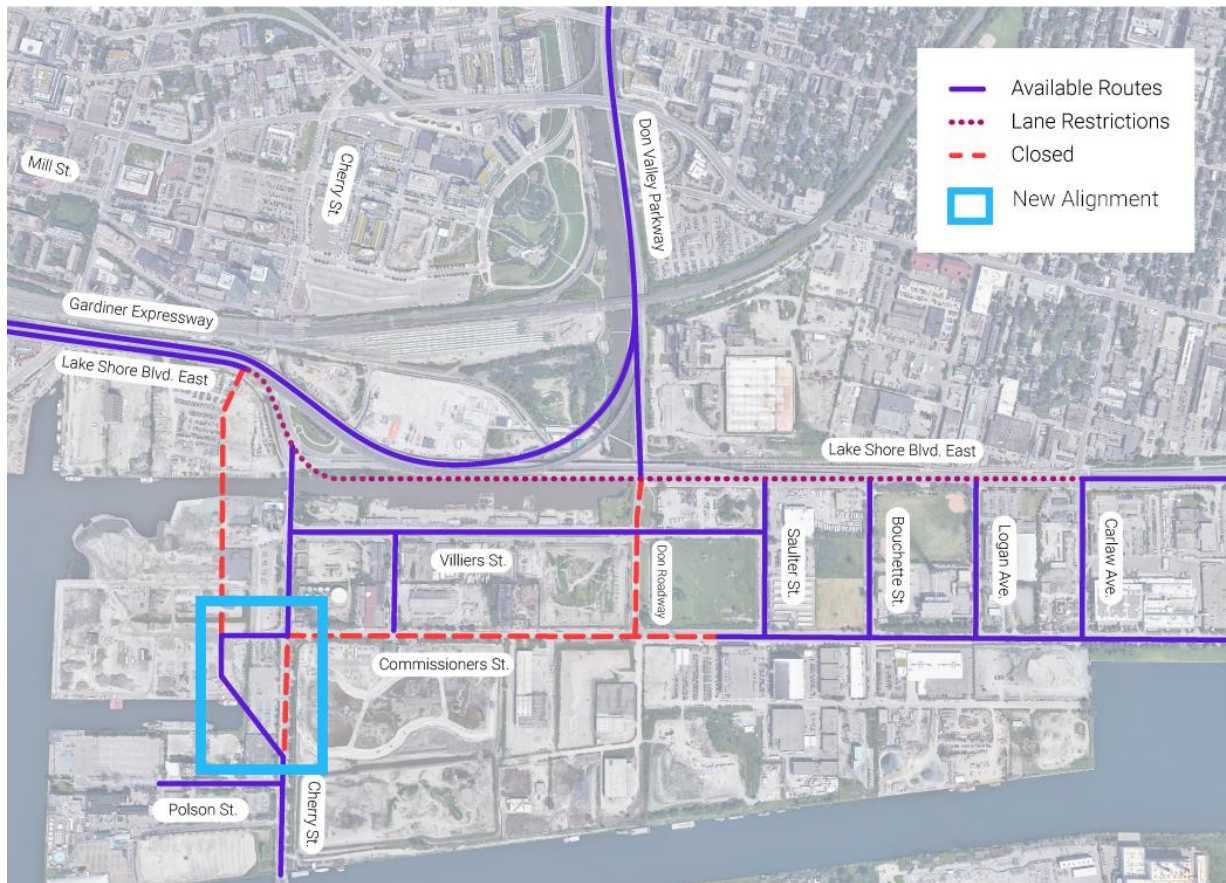 Available Routes
Lane Restrictions
Closed
New Alignment
Mill St.
Cherry St.
Don Valley Parkway
Gardiner Expressway
Lake Shore Blvd. East
Lake Shore Blvd. East
Villiers St.
Don Roadway
Saulter St.
Bouchette St.
Logan Ave.
Carlaw Ave.
Commissioners St.
Polson St.
Cherry St.